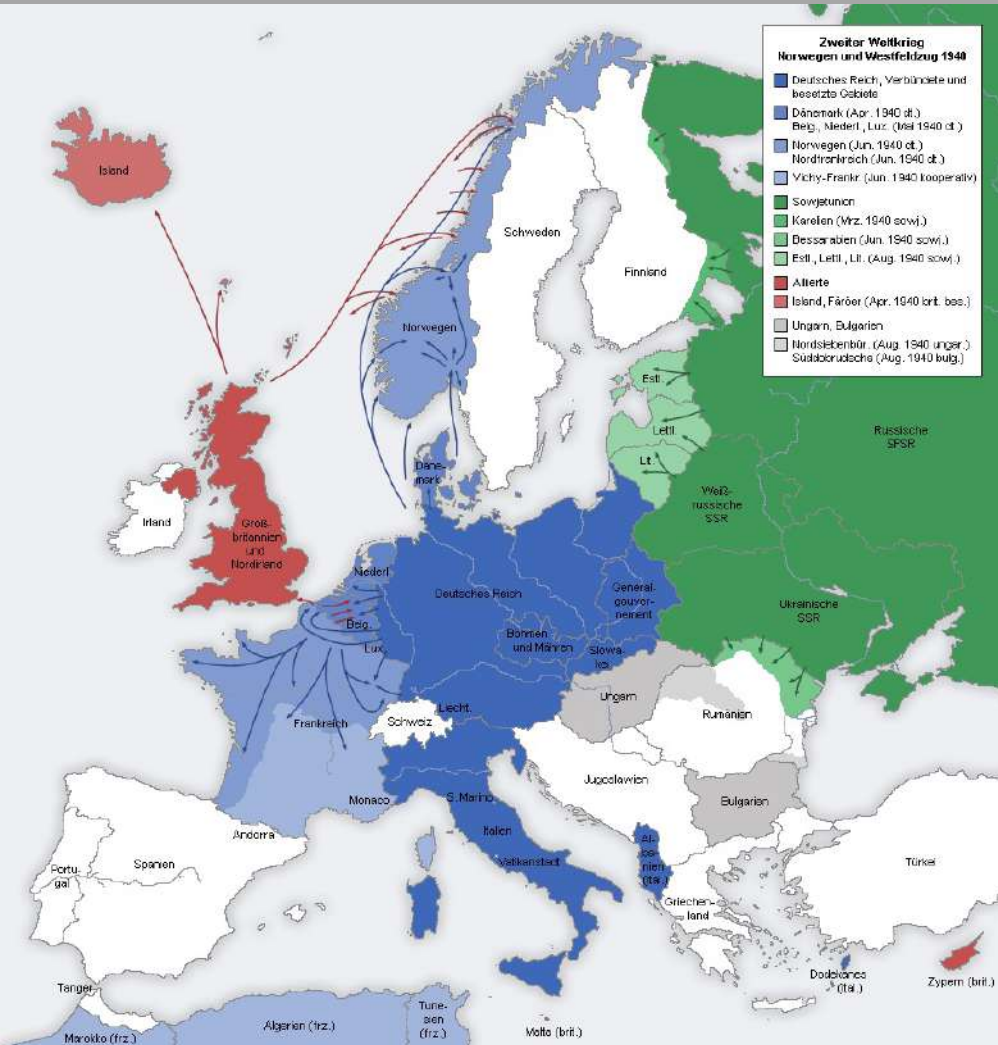 Zweiter Weltkrieg
Norwegen und Westfeldzug 1940
Deutsches Reich, Verbündete und
besetzte Gebiete
Dänemark (Apr. 1940 dt.)
Belg., Niederl., Lux. (Mai 1940 dt.)
Norwegen (Jun. 1940 dt.)
Nordfrankreich (Jun. 1940 dt.)
Vichy-Frankr. (Jun. 1940 kooperativ)
Sowjetunion
Karelien (Mrz. 1940 sowj.)
Bessarabien (Jun. 1940 sowj.)
Estl., Lettl., Lit. (Aug. 1940 sowj.)
Alliierte
Island, Färöer (Apr. 1940 brit. bes.)
Ungarn, Bulgarien
Nordsiebenbür. (Aug. 1940 ungar.)
Süddobrudscha (Aug. 1940 bulg.)
Island
Schweden
Finnland
Norwegen
Estl.
Lettl.
Lit.
Russische
SFSR
Däne-
mark
Weiß-
russische
SSR
Irland
Groß-
britannien
und
Nordirland
Niederl.
Deutsches Reich
General-
gouver-
nement
Ukrainische
SSR
Belg.
Böhmen
und Mähren
Lux.
Slowa-
kei
Ungarn
Liecht.
Schweiz
Frankreich
Rumänien
Jugoslawien
Monaco
S. Marino
Bulgarien
Andorra
Italien
Al-
ba-
nien
(ital.)
Vatikanstadt
Spanien
Portu-
gal
Türkei
Griechen-
land
Dodekanes
(ital.)
Zypern (brit.)
Tanger
Tune-
sien
(frz.)
Algerien (frz.)
Malta (brit.)
Marokko (frz.)